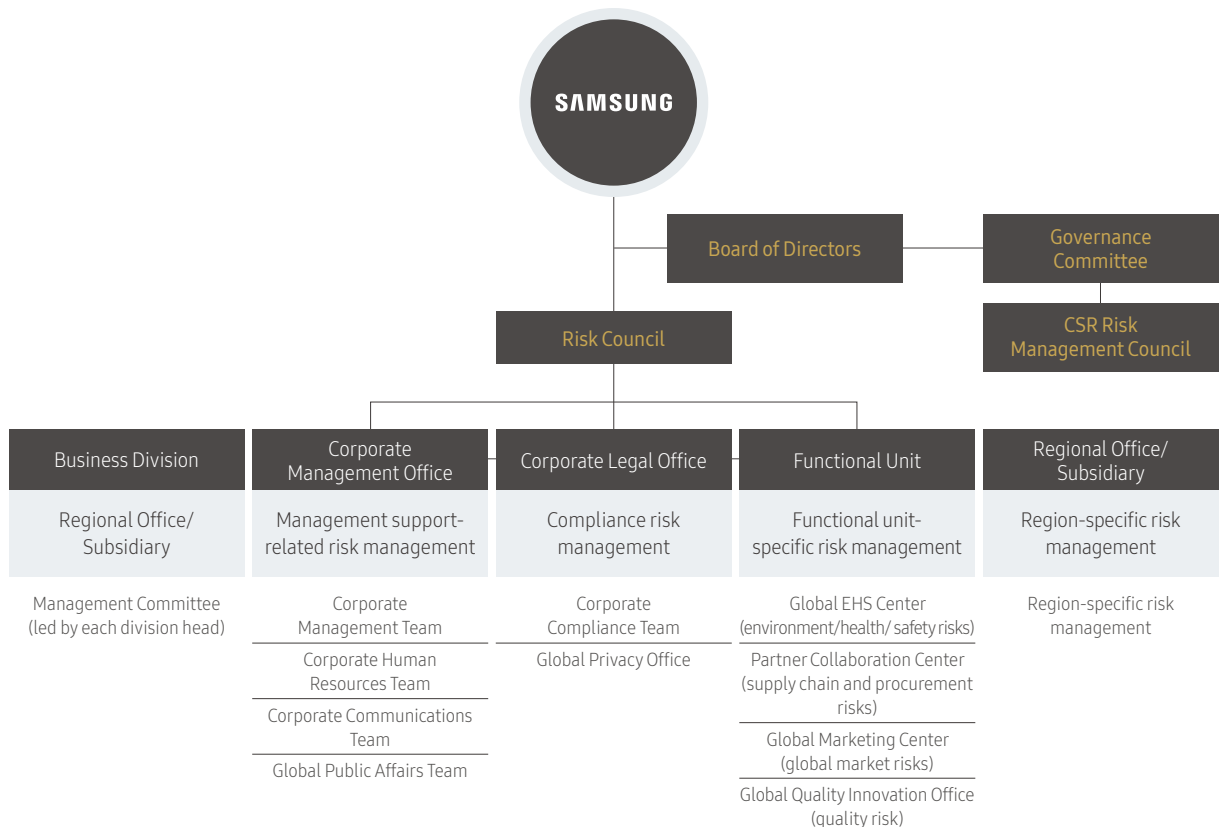 SAMSUNG
Board of Directors
Governance
Committee
Risk Council
CSR Risk
Management Council
Business Division
Regional Office/
Subsidiary
Management Committee
(led by each division head)
Corporate
Management Office
Management support-
related risk management
Corporate
Management Team
Corporate Human
Resources Team
Corporate Communications
Team
Global Public Affairs Team
Corporate Legal Office
Compliance risk
management
Corporate
Compliance Team
Global Privacy Office
Functional Unit
Functional unit-
specific risk management
Global EHS Center
(environment/health/ safety risks)
Partner Collaboration Center
(supply chain and procurement
risks)
Global Marketing Center
(global market risks)
Global Quality Innovation Office
(quality risk)
Regional Office/
Subsidiary
Region-specific risk
management
Region-specific risk
management